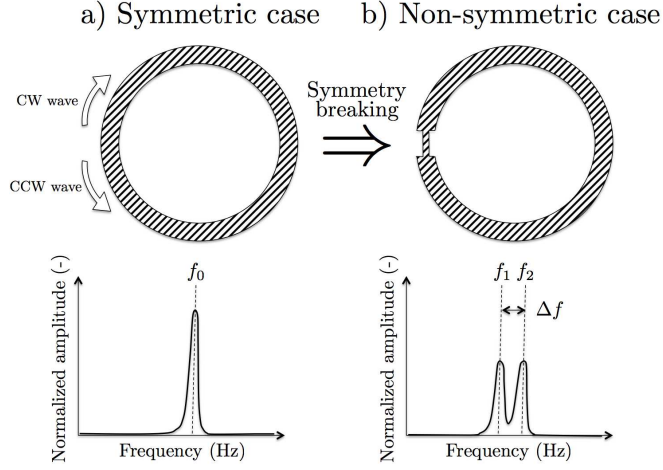 a) Symmetric case
b) Non-symmetric case
CW wave
CCW wave
Symmetry
breaking
f₀
Normalized amplitude (-)
Frequency (Hz)
f₁ f₂
Δf
Normalized amplitude (-)
Frequency (Hz)